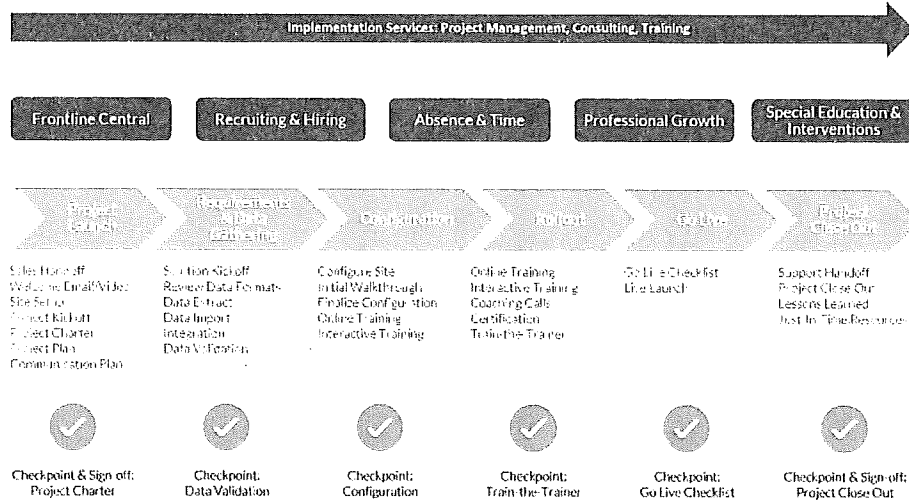 Implementation Services: Project Management, Consulting, Training
Frontline Central
Recruiting & Hiring
Absence & Time
Professional Growth
Special Education &
Interventions
Project
Launch
Requirements
Gathering
Configuration
Go Live
Project
Sales Handoff
Welcome Email/Video
Site Setup
Project Kickoff
Project Charter
Project Plan
Communication Plan
Solution Kickoff
Review Data Formats
Data Extract
Data Import
Integration
Data Validation
Configure Site
Initial Walkthrough
Finalize Configuration
Online Training
Interactive Training
Online Training
Interactive Training
Coaching Calls
Certification
Train-the-Trainer
Go Live Checklist
Live Launch
Support Handoff
Project Close Out
Lessons Learned
Just-In-Time-Resources
Checkpoint & Sign-off:
Project Charter
Checkpoint:
Data Validation
Checkpoint:
Configuration
Checkpoint:
Train-the-Trainer
Checkpoint:
Go Live Checklist
Checkpoint & Sign-off:
Project Close Out